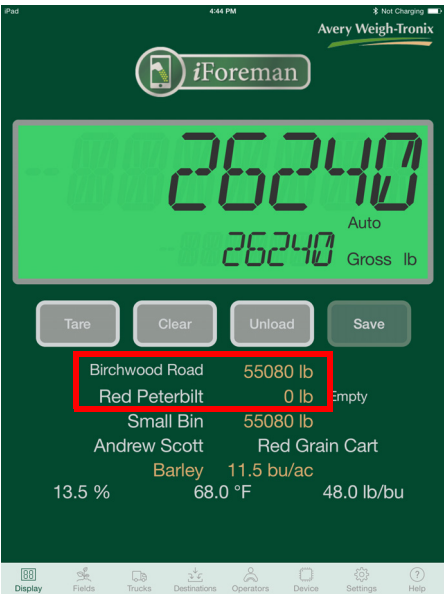 iPad 4:44 PM Not Charging
Avery Weigh-Tronix
iForeman
26240
Auto
26240 Gross lb
Tare Clear Unload Save
Birchwood Road 55080 lb
Red Peterbilt 0 lb Empty
Small Bin 55080 lb
Andrew Scott Red Grain Cart
Barley 11.5 bu/ac
13.5 % 68.0 °F 48.0 lb/bu
Display Fields Trucks Destinations Operators Device Settings Help